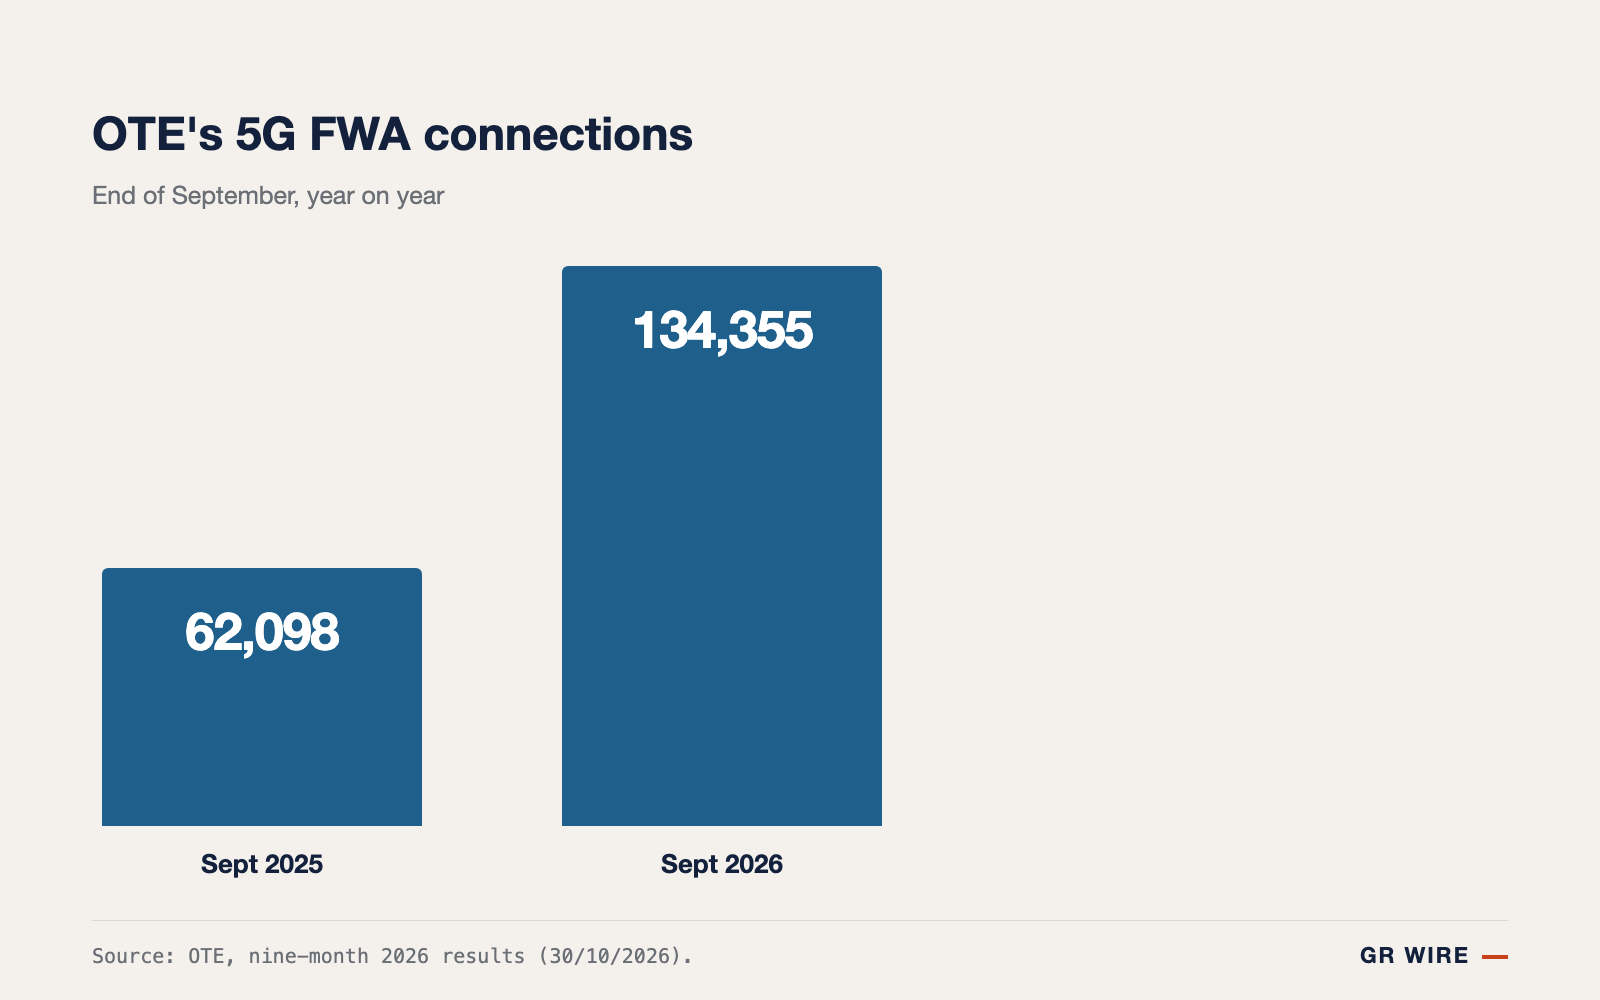 OTE's 5G FWA connections
End of September, year on year
134,355
62,098
Sept 2025
Sept 2026
Source: OTE, nine-month 2026 results (30/10/2026).
GR WIRE